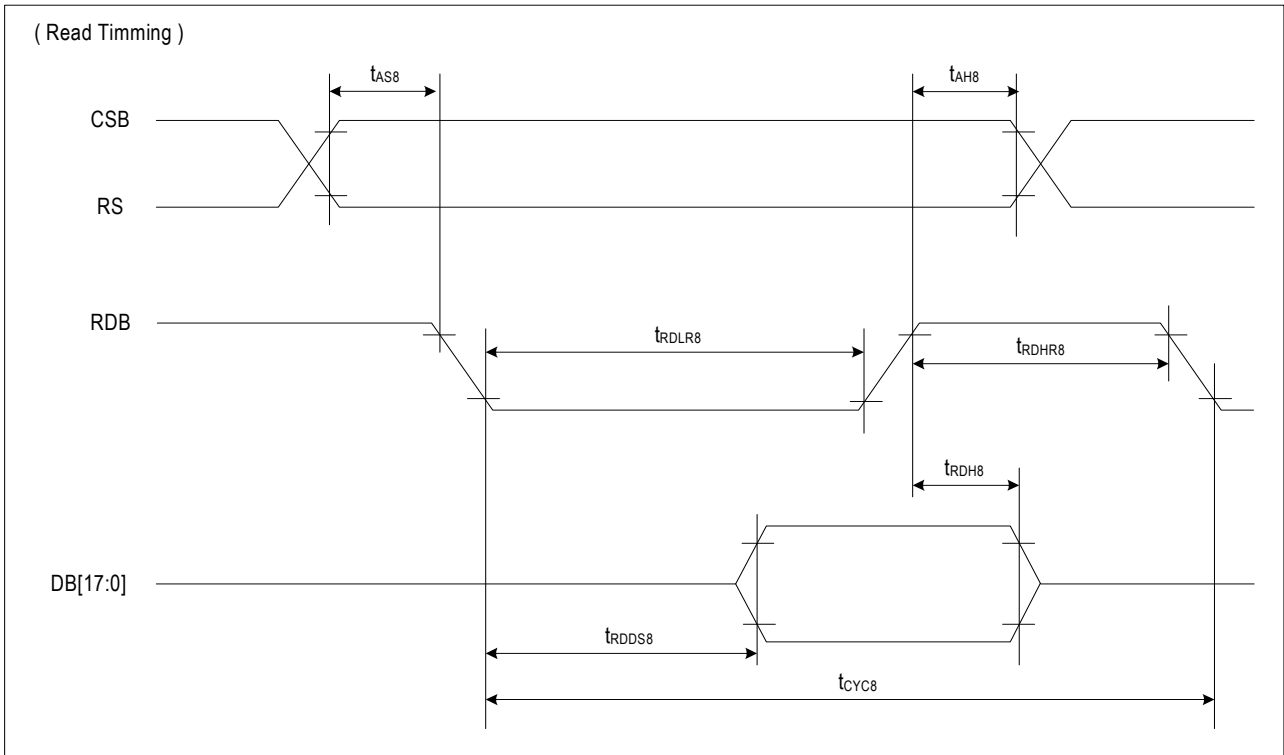 ( Read Timming )
tAS8
tAH8
CSB
RS
RDB
tRDLR8
tRDHR8
tRDH8
DB[17:0]
tRDDS8
tCYC8